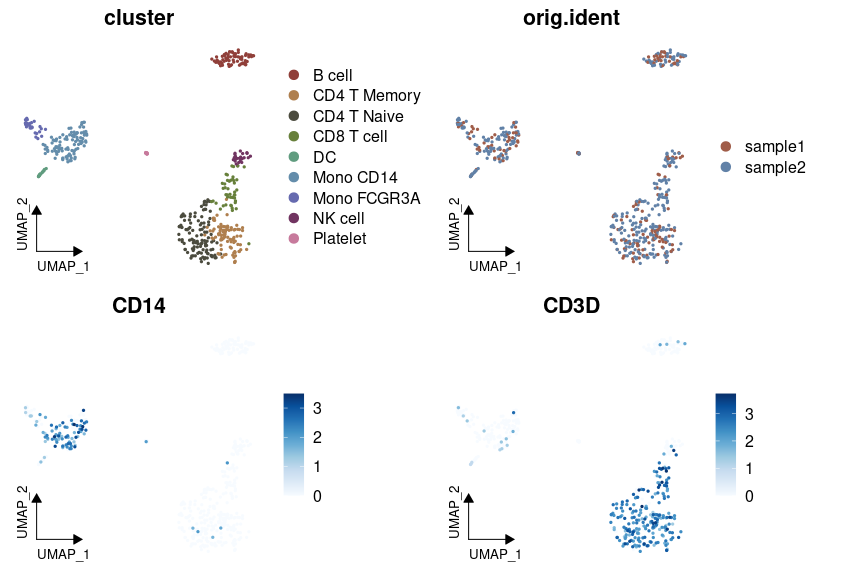 cluster
B cell
CD4 T Memory
CD4 T Naive
CD8 T cell
DC
Mono CD14
Mono FCGR3A
NK cell
Platelet
UMAP_2
UMAP_1
orig.ident
sample1
sample2
UMAP_2
UMAP_1
CD14
3
2
1
0
UMAP_2
UMAP_1
CD3D
3
2
1
0
UMAP_2
UMAP_1